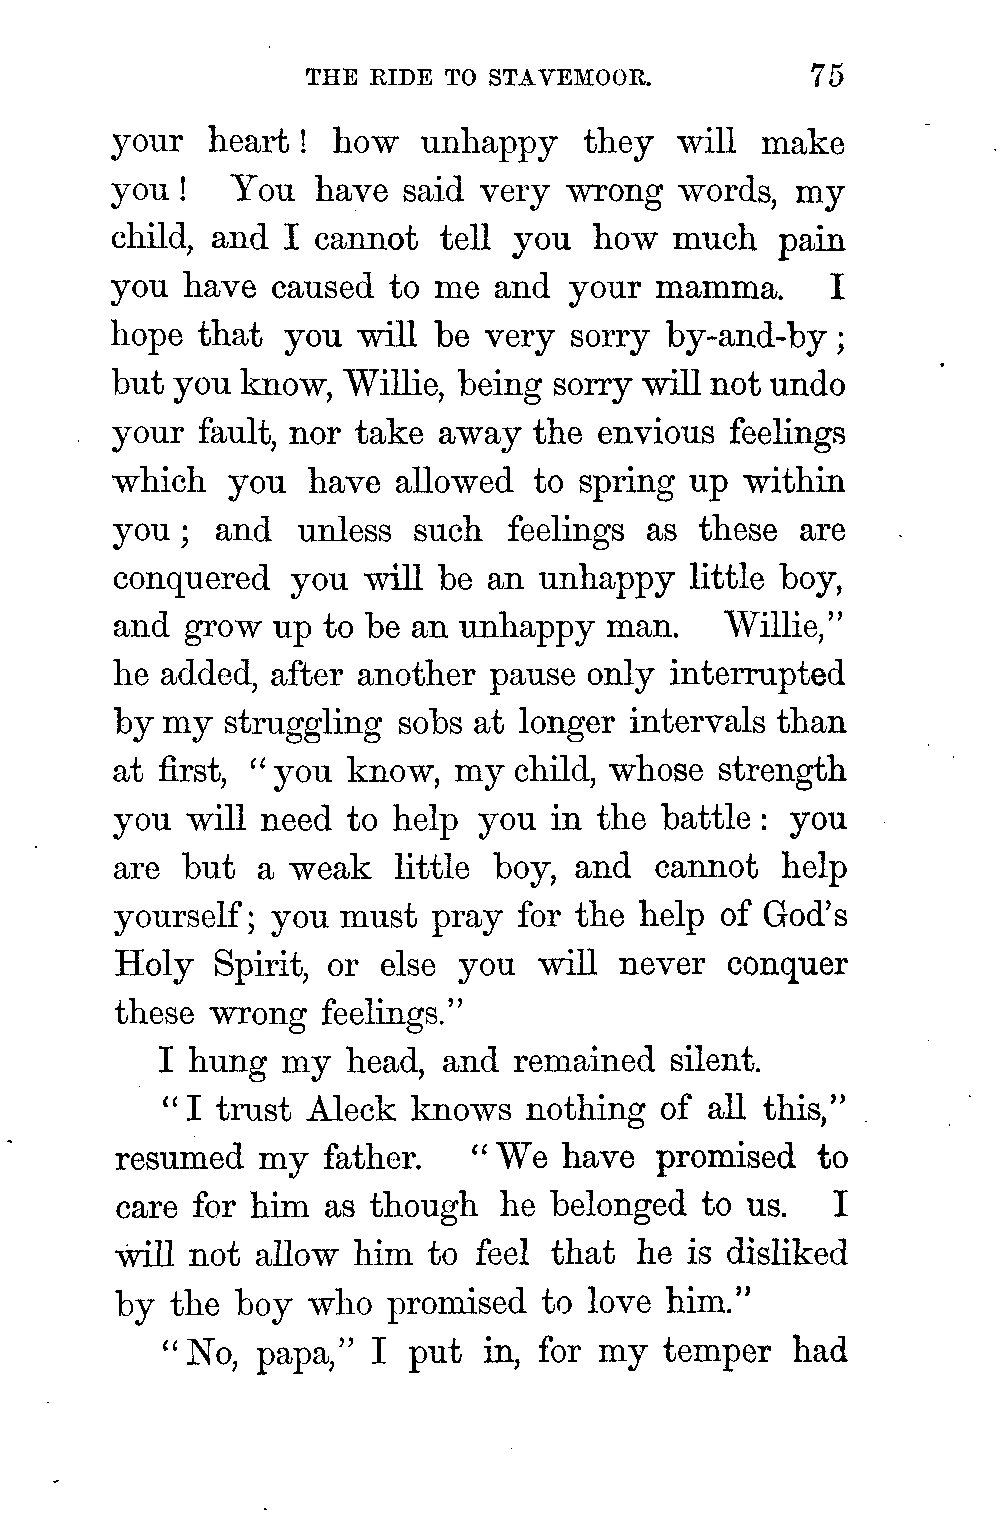 THE RIDE TO STAVEMOOR. 75
your heart! how unhappy they will make
you! You have said very wrong words, my
child, and I cannot tell you how much pain
you have caused to me and your mamma. I
hope that you will be very sorry by-and-by;
but you know, Willie, being sorry will not undo
your fault, nor take away the envious feelings
which you have allowed to spring up within
you; and unless such feelings as these are
conquered you will be an unhappy little boy,
and grow up to be an unhappy man. Willie,"
he added, after another pause only interrupted
by my struggling sobs at longer intervals than
at first, "you know, my child, whose strength
you will need to help you in the battle: you
are but a weak little boy, and cannot help
yourself; you must pray for the help of God's
Holy Spirit, or else you will never conquer
these wrong feelings."
I hung my head, and remained silent.
"I trust Aleck knows nothing of all this,"
resumed my father. "We have promised to
care for him as though he belonged to us. I
will not allow him to feel that he is disliked
by the boy who promised to love him."
"No, papa," I put in, for my temper had